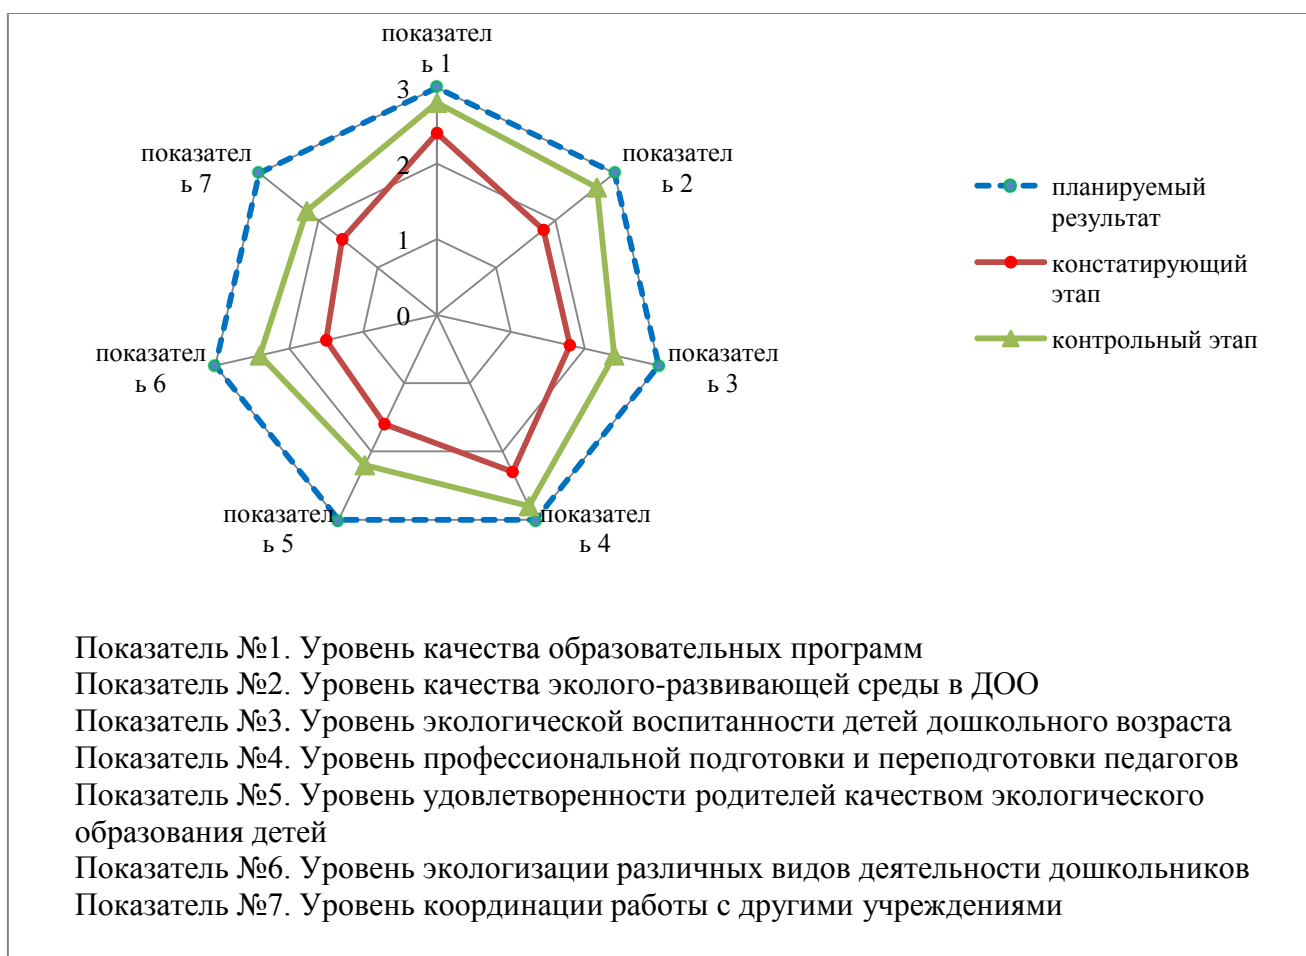 показател
ь 1
3
показател
ь 7
показател
ь 2
2
1
0
показател
ь 6
показател
ь 3
показател
ь 5
показател
ь 4
планируемый
результат
констатирующий
этап
контрольный этап
Показатель №1. Уровень качества образовательных программ
Показатель №2. Уровень качества эколого-развивающей среды в ДОО
Показатель №3. Уровень экологической воспитанности детей дошкольного возраста
Показатель №4. Уровень профессиональной подготовки и переподготовки педагогов
Показатель №5. Уровень удовлетворенности родителей качеством экологического
образования детей
Показатель №6. Уровень экологизации различных видов деятельности дошкольников
Показатель №7. Уровень координации работы с другими учреждениями